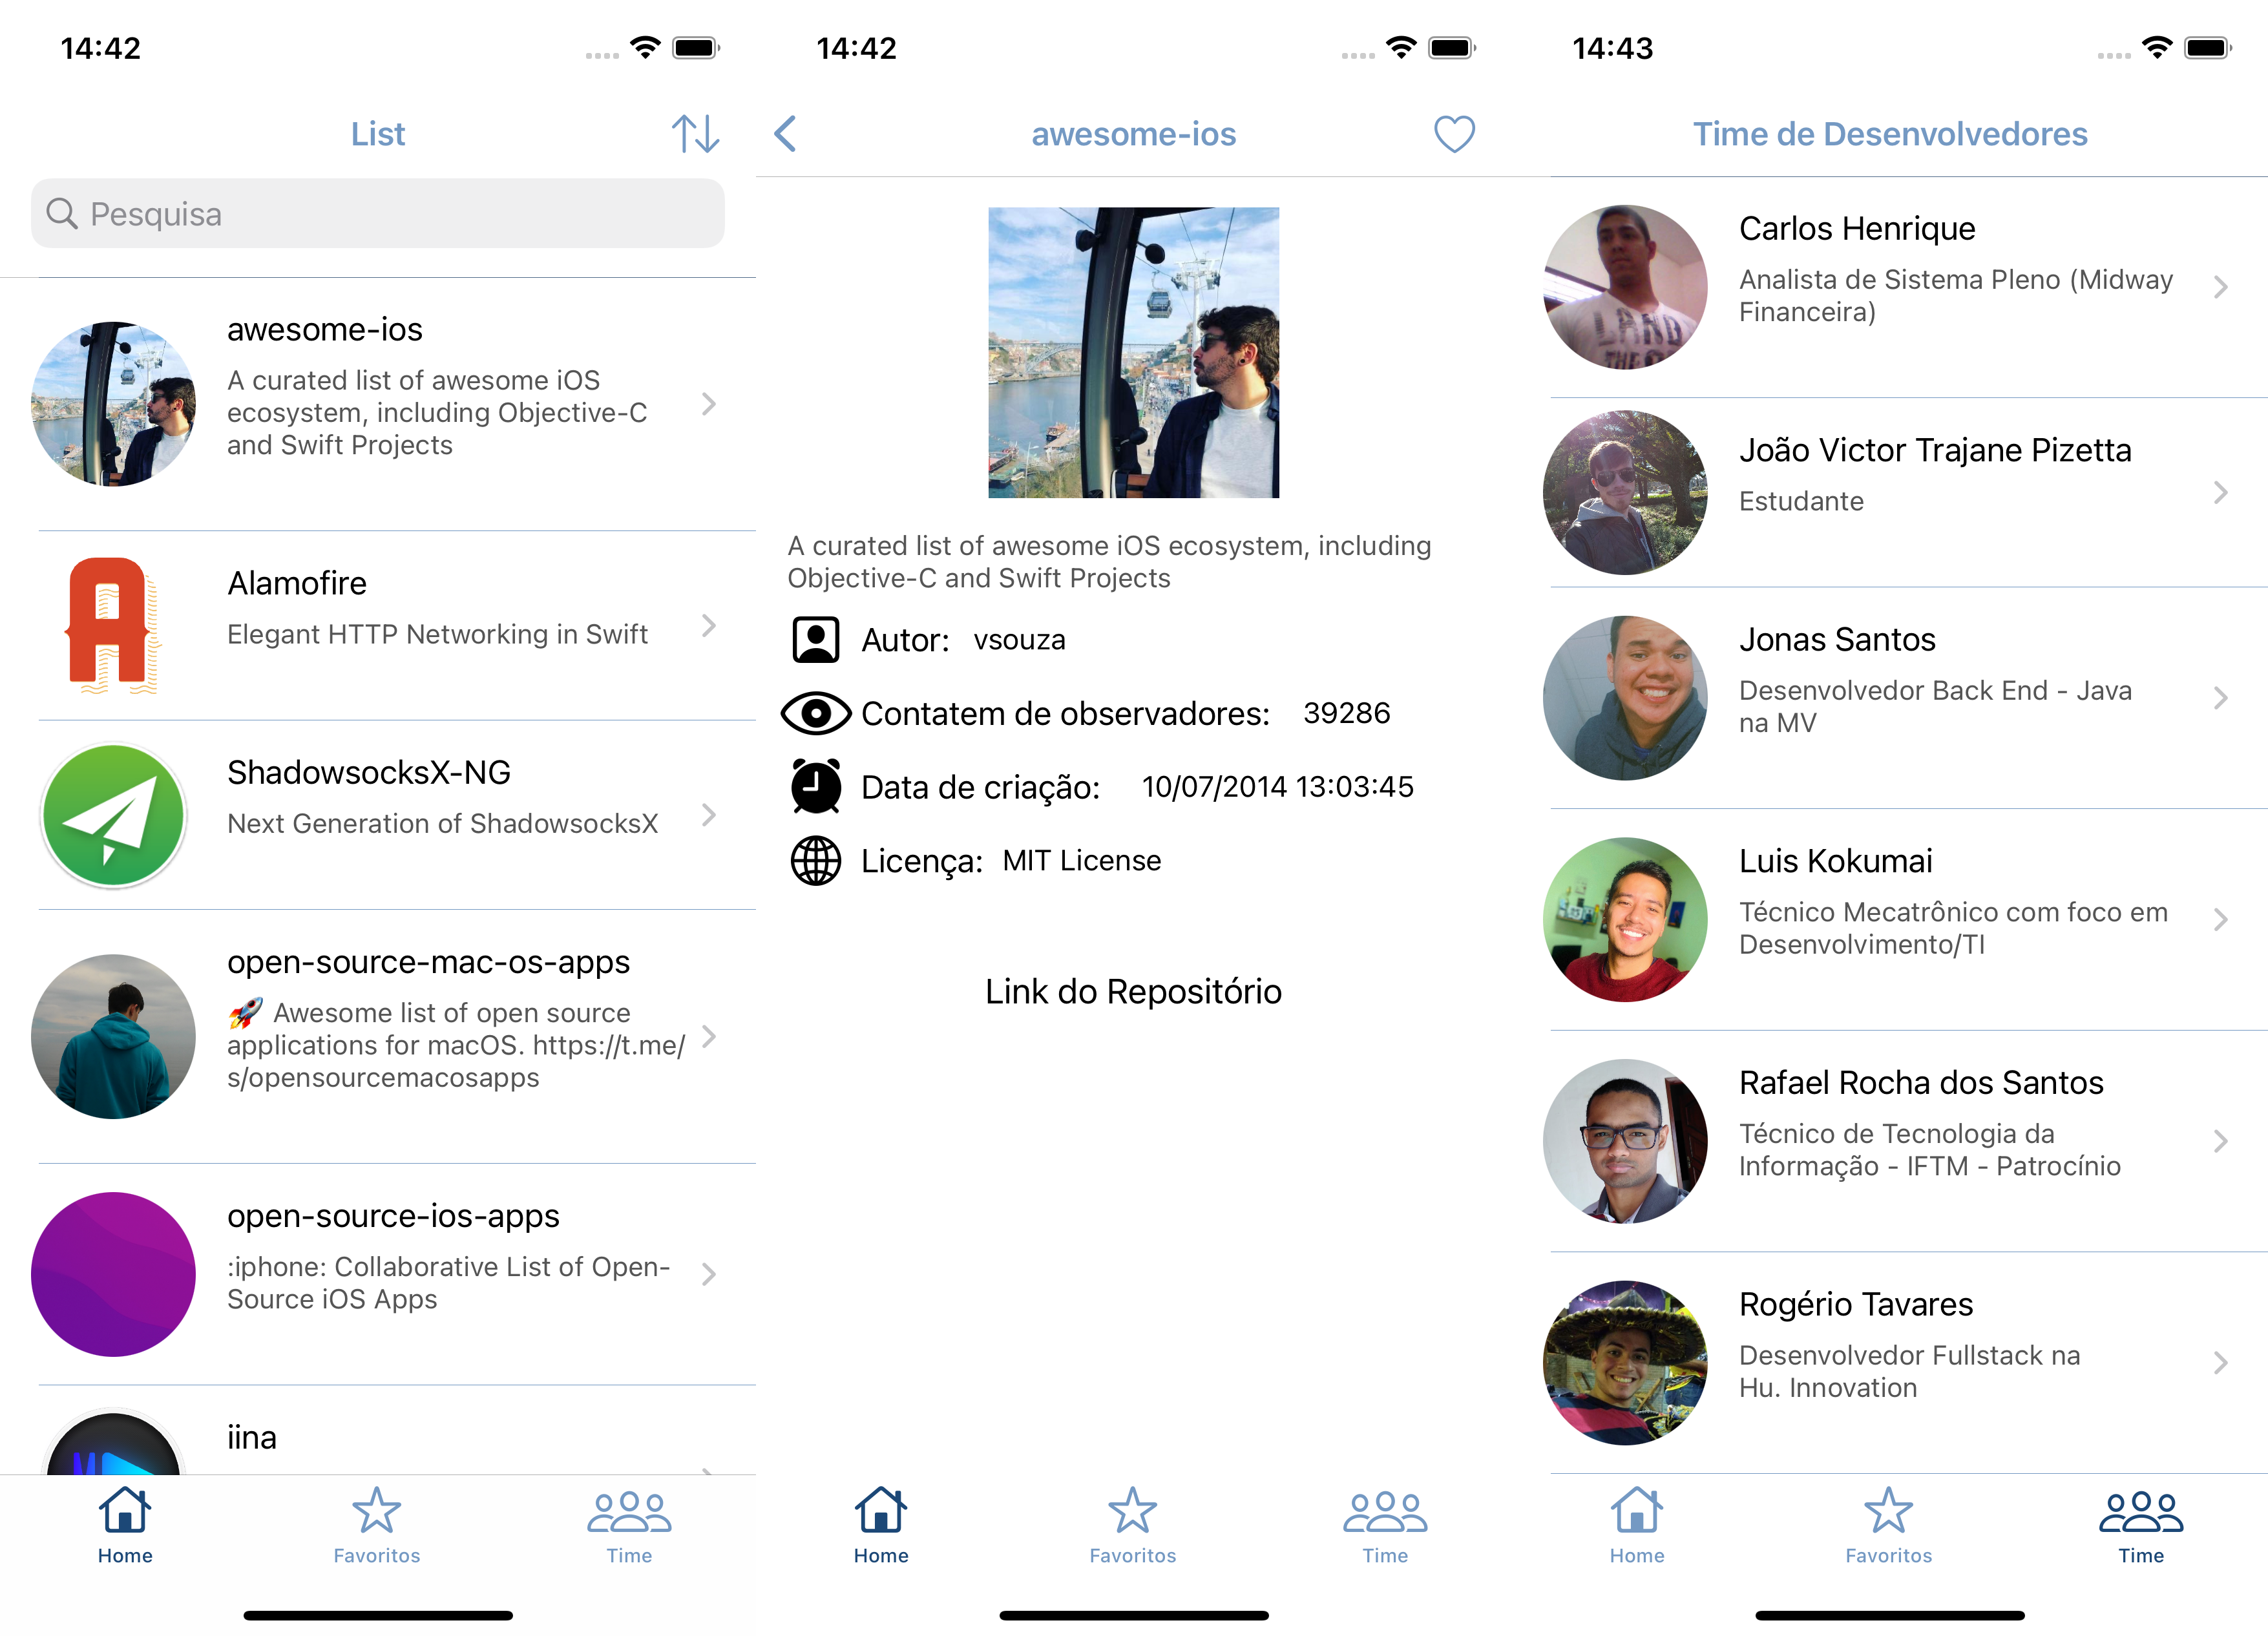 14:42
List
Pesquisa
awesome-ios
A curated list of awesome iOS
ecosystem, including Objective-C
and Swift Projects
Alamofire
Elegant HTTP Networking in Swift
ShadowsocksX-NG
Next Generation of ShadowsocksX
open-source-mac-os-apps
🚀 Awesome list of open source
applications for macOS. https://t.me/
s/opensourcemacosapps
open-source-ios-apps
:iphone: Collaborative List of Open-
Source iOS Apps
iina
Home
Favoritos
Time
14:42
awesome-ios
A curated list of awesome iOS ecosystem, including
Objective-C and Swift Projects
Autor: vsouza
Contatem de observadores: 39286
Data de criação: 10/07/2014 13:03:45
Licença: MIT License
Link do Repositório
Home
Favoritos
Time
14:43
Time de Desenvolvedores
Carlos Henrique
Analista de Sistema Pleno (Midway
Financeira)
João Victor Trajane Pizetta
Estudante
Jonas Santos
Desenvolvedor Back End - Java
na MV
Luis Kokumai
Técnico Mecatrônico com foco em
Desenvolvimento/TI
Rafael Rocha dos Santos
Técnico de Tecnologia da
Informação - IFTM - Patrocínio
Rogério Tavares
Desenvolvedor Fullstack na
Hu. Innovation
Home
Favoritos
Time